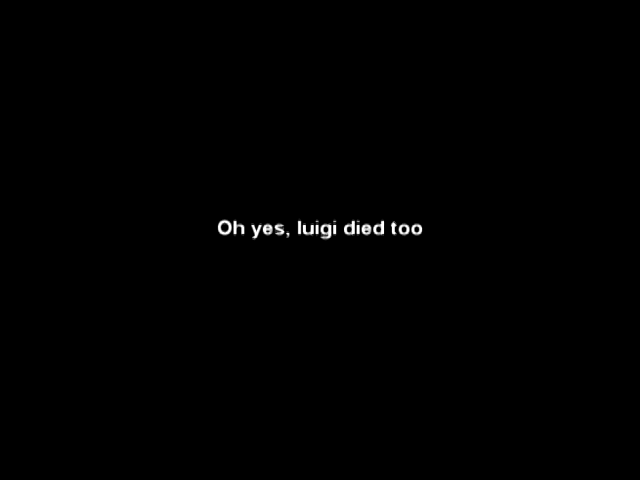 Oh yes, luigi died too